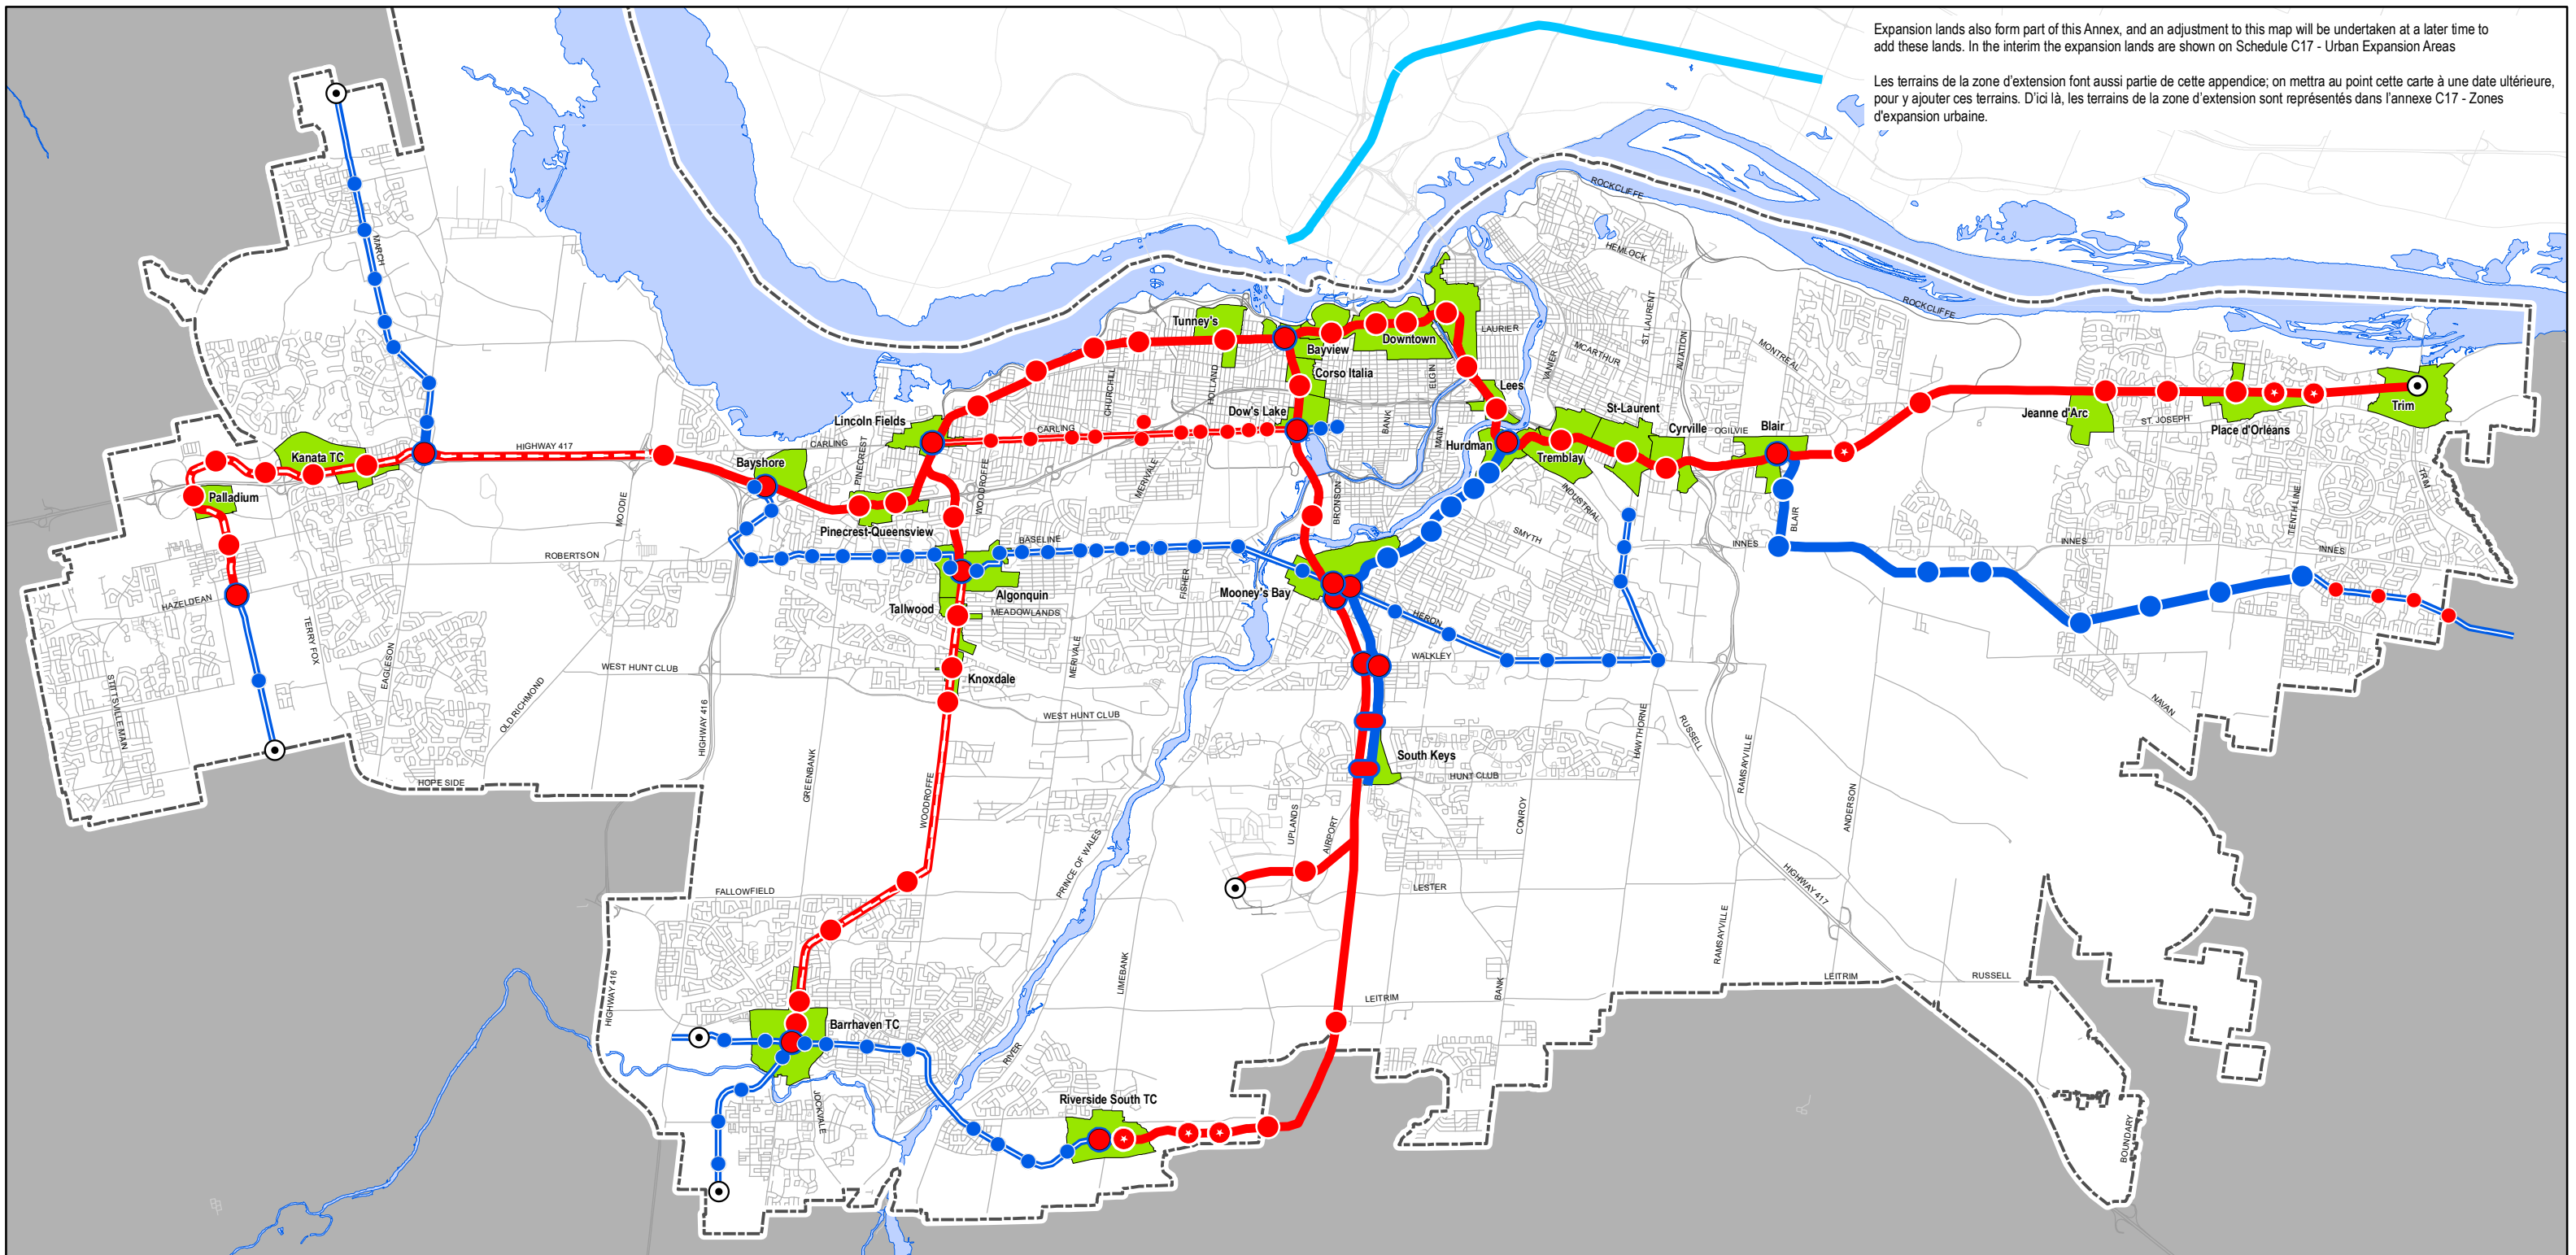 Expansion lands also form part of this Annex, and an adjustment to this map will be undertaken at a later time to
add these lands. In the interim the expansion lands are shown on Schedule C17 - Urban Expansion Areas
Les terrains de la zone d'extension font aussi partie de cette appendice; on mettra au point cette carte à une date ultérieure,
pour y ajouter ces terrains. D'ici là, les terrains de la zone d'extension sont représentés dans l'annexe C17 - Zones
d'expansion urbaine.
ROCKCLIFFE
HEMLOCK
MARCH
ROCKCLIFFE
Tunney's
LAURIER
ST. LAURENT
AVIATION
Bayview
Downtown
MCARTHUR
MONTREAL
VANIER
Corso Italia
ELGIN
CHURCHILL
HOLLAND
Lees
Dow's Lake
St-Laurent
Jeanne d'Arc
Trim
Lincoln Fields
CARLING
BANK
MAIN
Cyrville
OGILVIE
Blair
ST. JOSEPH
Place d'Orléans
HIGHWAY 417
CARLING
PINECREST
Hurdman
Kanata TC
Bayshore
WOODROFFE
MERIVALE
Tremblay
TRIM
Palladium
MOODIE
BRONSON
INDUSTRIAL
BLAIR
TENTH LINE
Pinecrest-Queensview
BASELINE
SMYTH
INNES
INNES
INNES
ROBERTSON
FISHER
HAZELDEAN
Algonquin
Mooney's Bay
Tallwood
MEADOWLANDS
HERON
TERRY FOX
EAGLESON
WEST HUNT CLUB
MERIVALE
WALKLEY
STITTSVILLE MAIN
OLD RICHMOND
Knoxdale
NAVAN
HIGHWAY 416
WEST HUNT CLUB
HAWTHORNE
RUSSELL
RAMSAYVILLE
South Keys
HOPE SIDE
GREENBANK
WOODROFFE
HUNT CLUB
UPLANDS
AIRPORT
CONROY
ANDERSON
PRINCE OF WALES
FALLOWFIELD
LESTER
HIGHWAY 417
RAMSAYVILLE
LIMEBANK
BANK
LEITRIM
RUSSELL
HIGHWAY 416
LEITRIM
Barrhaven TC
RIVER
JOCKVALE
Riverside South TC
BOUNDARY